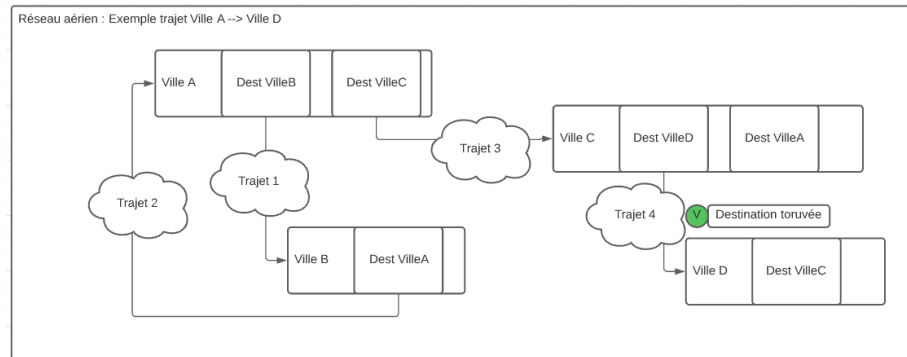 Réseau aérien : Exemple trajet Ville A --> Ville D
Ville A
Dest VilleB
Dest VilleC
Trajet 3
Ville C
Dest VilleD
Dest VilleA
Trajet 2
Trajet 1
Trajet 4
V
Destination toruvée
Ville B
Dest VilleA
Ville D
Dest VilleC